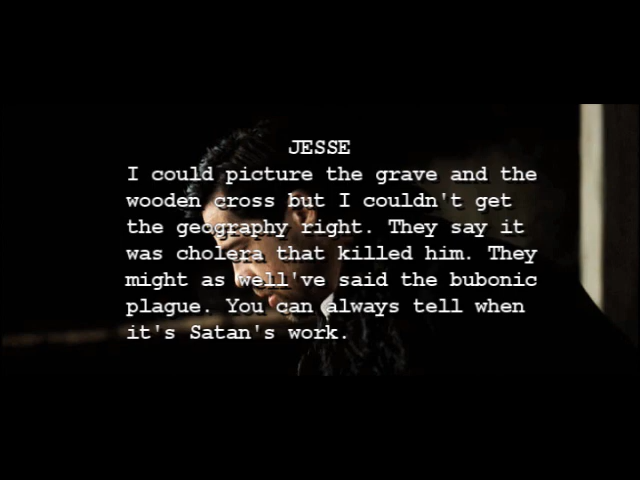 JESSE
I could picture the grave and the
wooden cross but I couldn't get
the geography right. They say it
was cholera that killed him. They
might as well've said the bubonic
plague. You can always tell when
it's Satan's work.